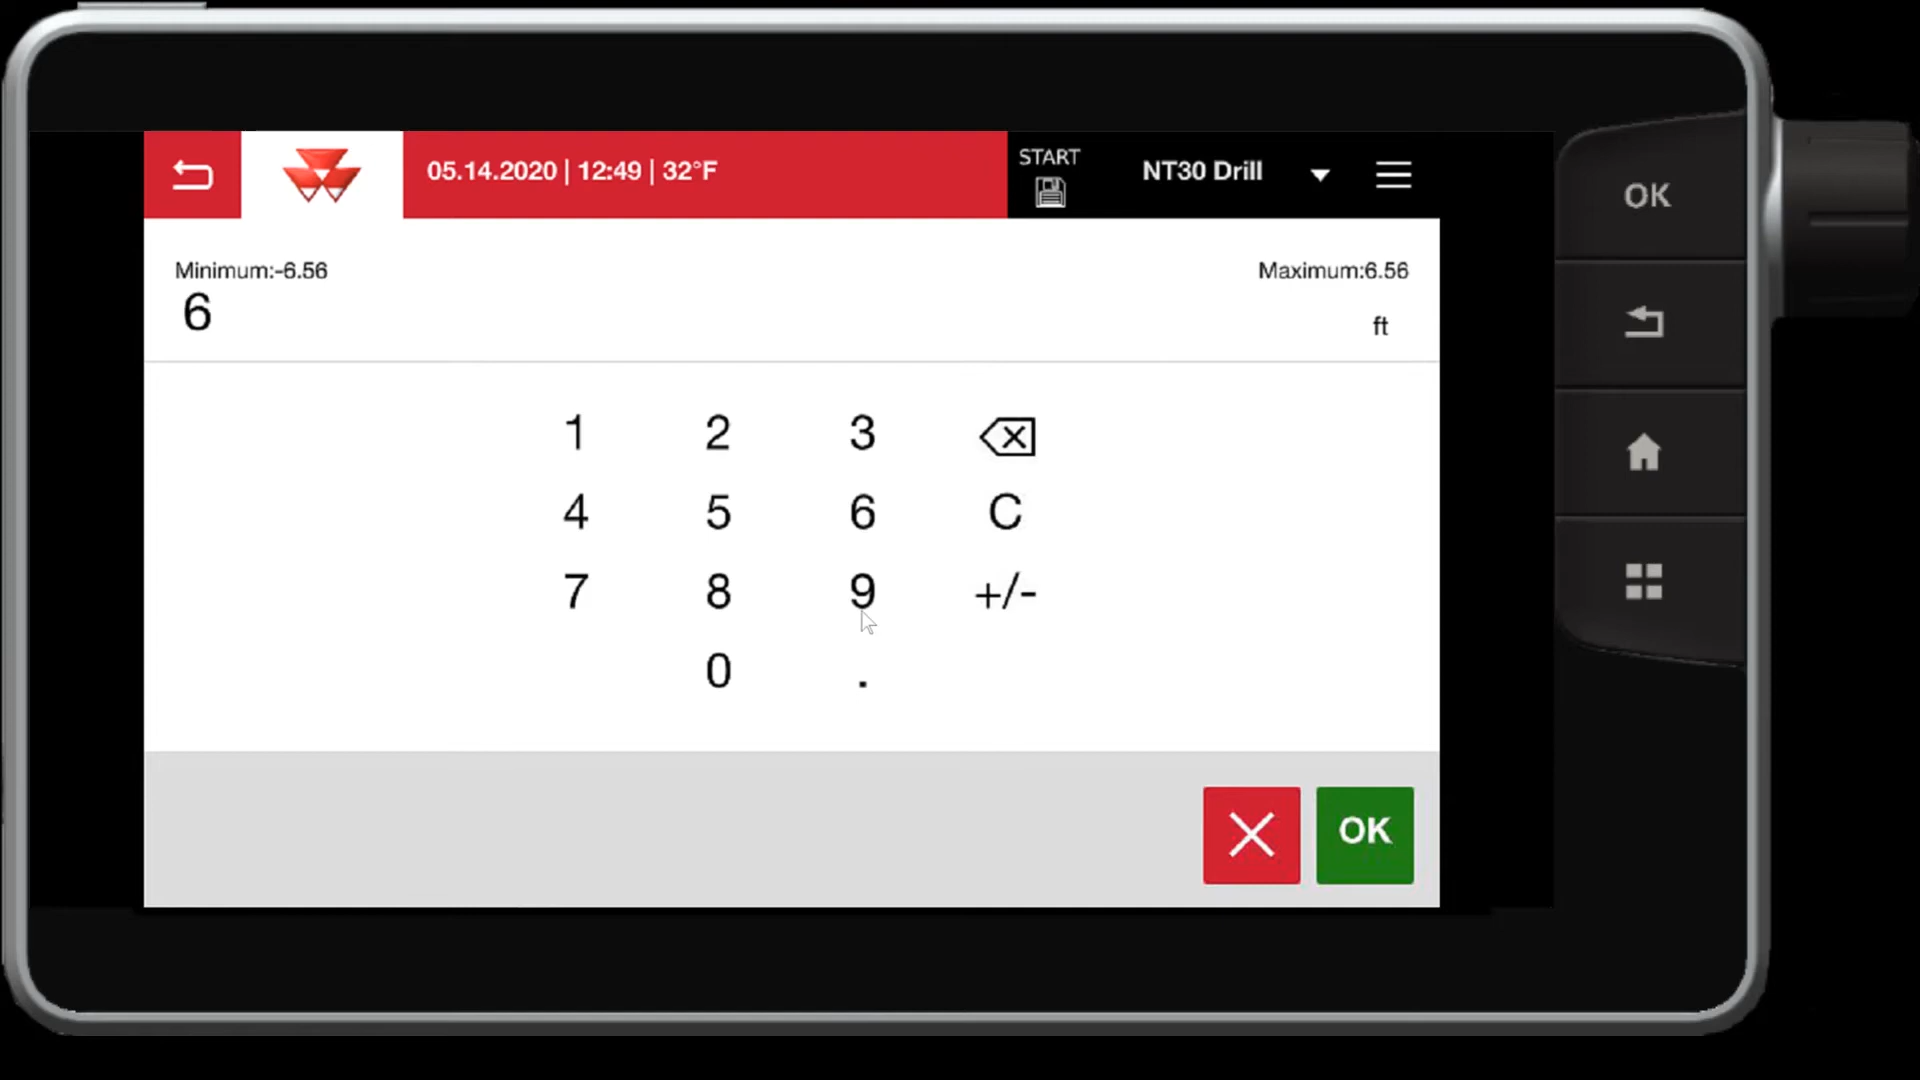 05.14.2020 | 12:49 | 32°F
START
NT30 Drill
OK
Minimum:-6.56
Maximum:6.56
6
ft
1 2 3
4 5 6 C
7 8 9 +/-
0 .
OK